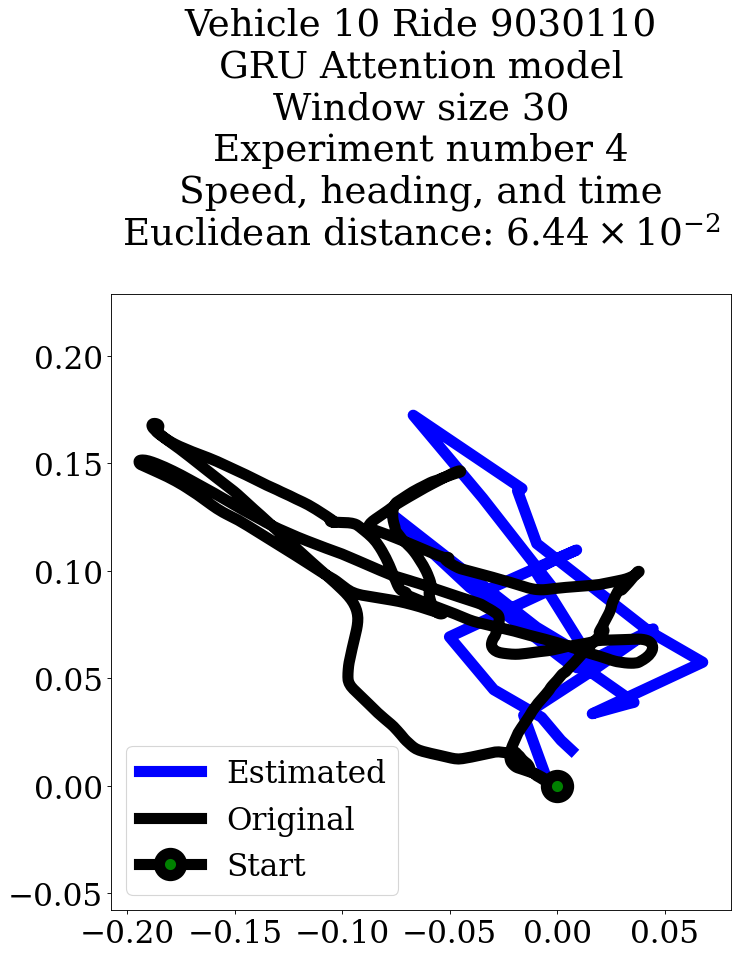 Vehicle 10 Ride 9030110
GRU Attention model
Window size 30
Experiment number 4
Speed, heading, and time
Euclidean distance: 6.44 × 10⁻²
0.20
0.15
0.10
0.05
0.00
−0.05
Estimated
Original
Start
−0.20 −0.15 −0.10 −0.05 0.00 0.05